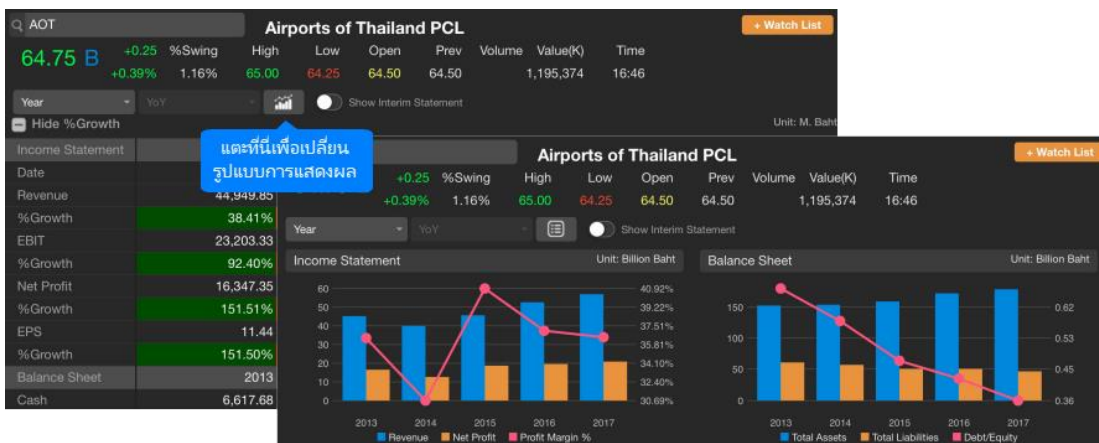 AOT
Airports of Thailand PCL
+ Watch List
64.75 B
+0.25 %Swing High Low Open Prev Volume Value(K) Time
+0.39% 1.16% 65.00 64.25 64.50 64.50 1,195,374 16:46
Year YoY Show Interim Statement
Hide %Growth Unit: M. Baht
แตะที่นี่เพื่อเปลี่ยน
รูปแบบการแสดงผล
Income Statement
Date
Revenue 44,949.85
%Growth 38.41%
EBIT 23,203.33
%Growth 92.40%
Net Profit 16,347.35
%Growth 151.51%
EPS 11.44
%Growth 151.50%
Balance Sheet 2013
Cash 6,617.68
Airports of Thailand PCL
+ Watch List
+0.25 %Swing High Low Open Prev Volume Value(K) Time
+0.39% 1.16% 65.00 64.25 64.50 64.50 1,195,374 16:46
Year YoY Show Interim Statement
Income Statement Unit: Billion Baht
60 40.92%
50 39.22%
40 37.51%
30 35.81%
20 34.10%
10 32.40%
0 30.69%
2013 2014 2015 2016 2017
Revenue Net Profit Profit Margin %
Balance Sheet Unit: Billion Baht
150 0.62
100 0.53
50 0.45
0 0.36
2013 2014 2015 2016 2017
Total Assets Total Liabilities Debt/Equity